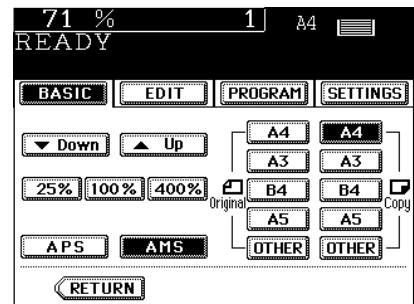 71 % 1 A4
READY
BASIC EDIT PROGRAM SETTINGS
Down Up
25% 100% 400%
APS AMS
Original
A4 A4
A3 A3
B4 B4
A5 A5
OTHER OTHER
Copy
RETURN